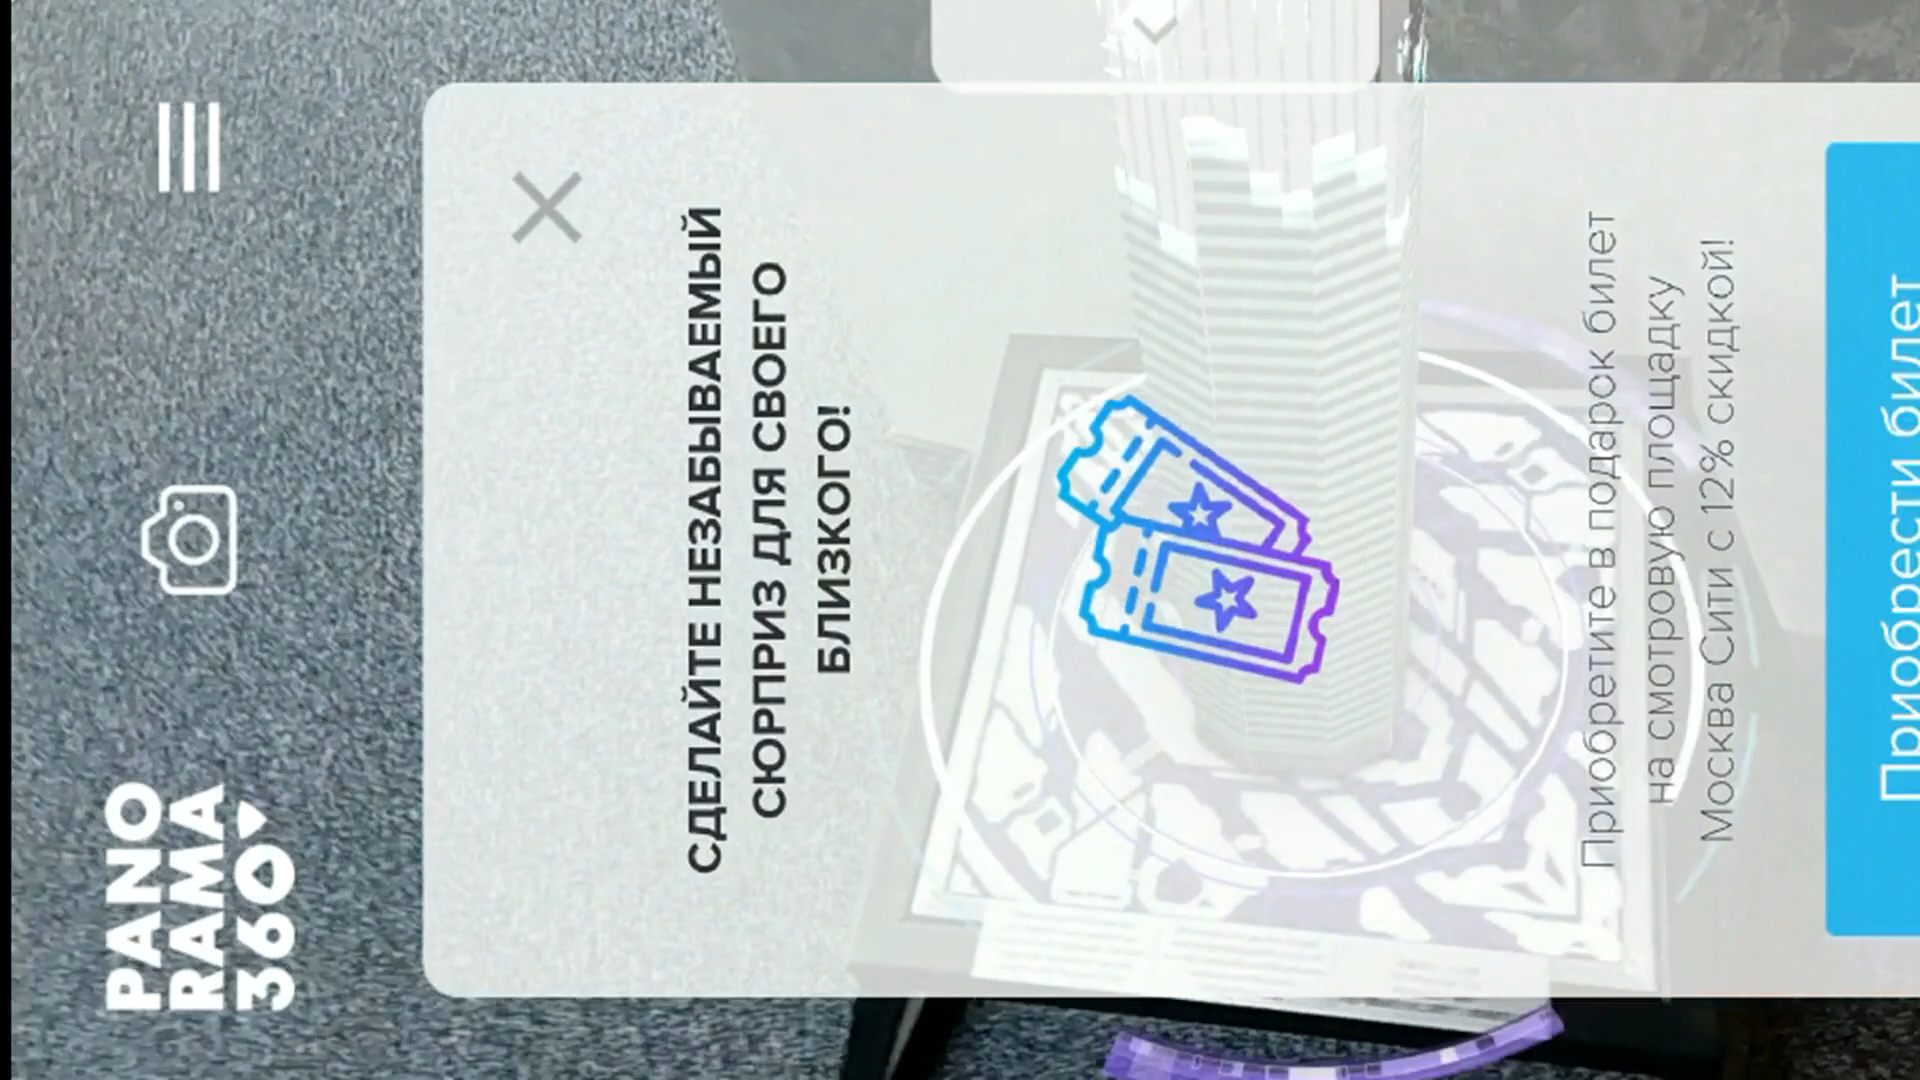 PANO
RAMA
360
СДЕЛАЙТЕ НЕЗАБЫВАЕМЫЙ
СЮРПРИЗ ДЛЯ СВОЕГО
БЛИЗКОГО!
Приобретите в подарок билет
на смотровую площадку
Москва Сити с 12% скидкой!
Приобрести билет